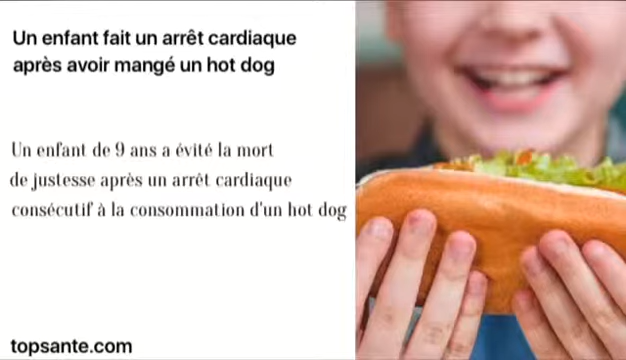 Un enfant fait un arrêt cardiaque
après avoir mangé un hot dog
Un enfant de 9 ans a évité la mort
de justesse après un arrêt cardiaque
consécutif à la consommation d'un hot dog
topsante.com